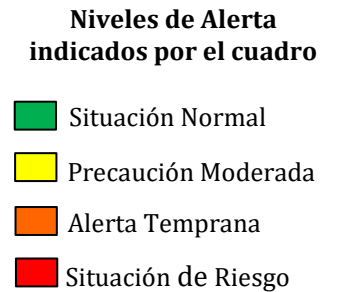 Niveles de Alerta
indicados por el cuadro
Situación Normal
Precaución Moderada
Alerta Temprana
Situación de Riesgo